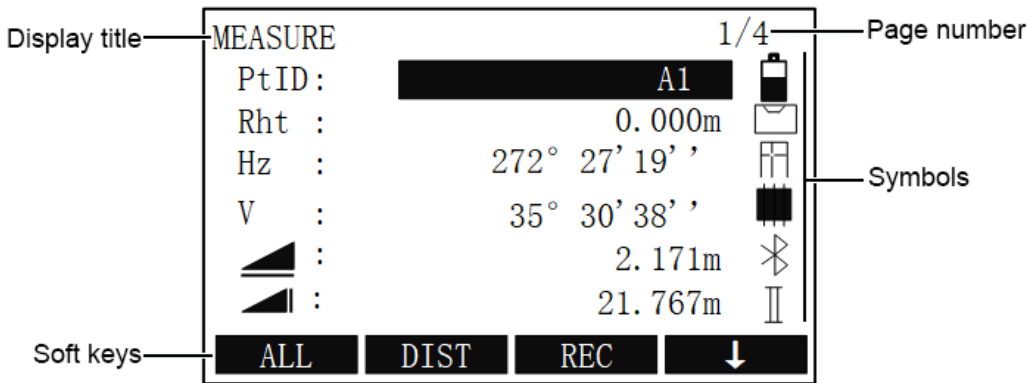 Display title
MEASURE
1/4
Page number
PtID:
A1
Rht :
0.000m
Hz :
272° 27' 19''
V :
35° 30' 38''
Symbols
:
2.171m
:
21.767m
II
Soft keys
ALL
DIST
REC
↓